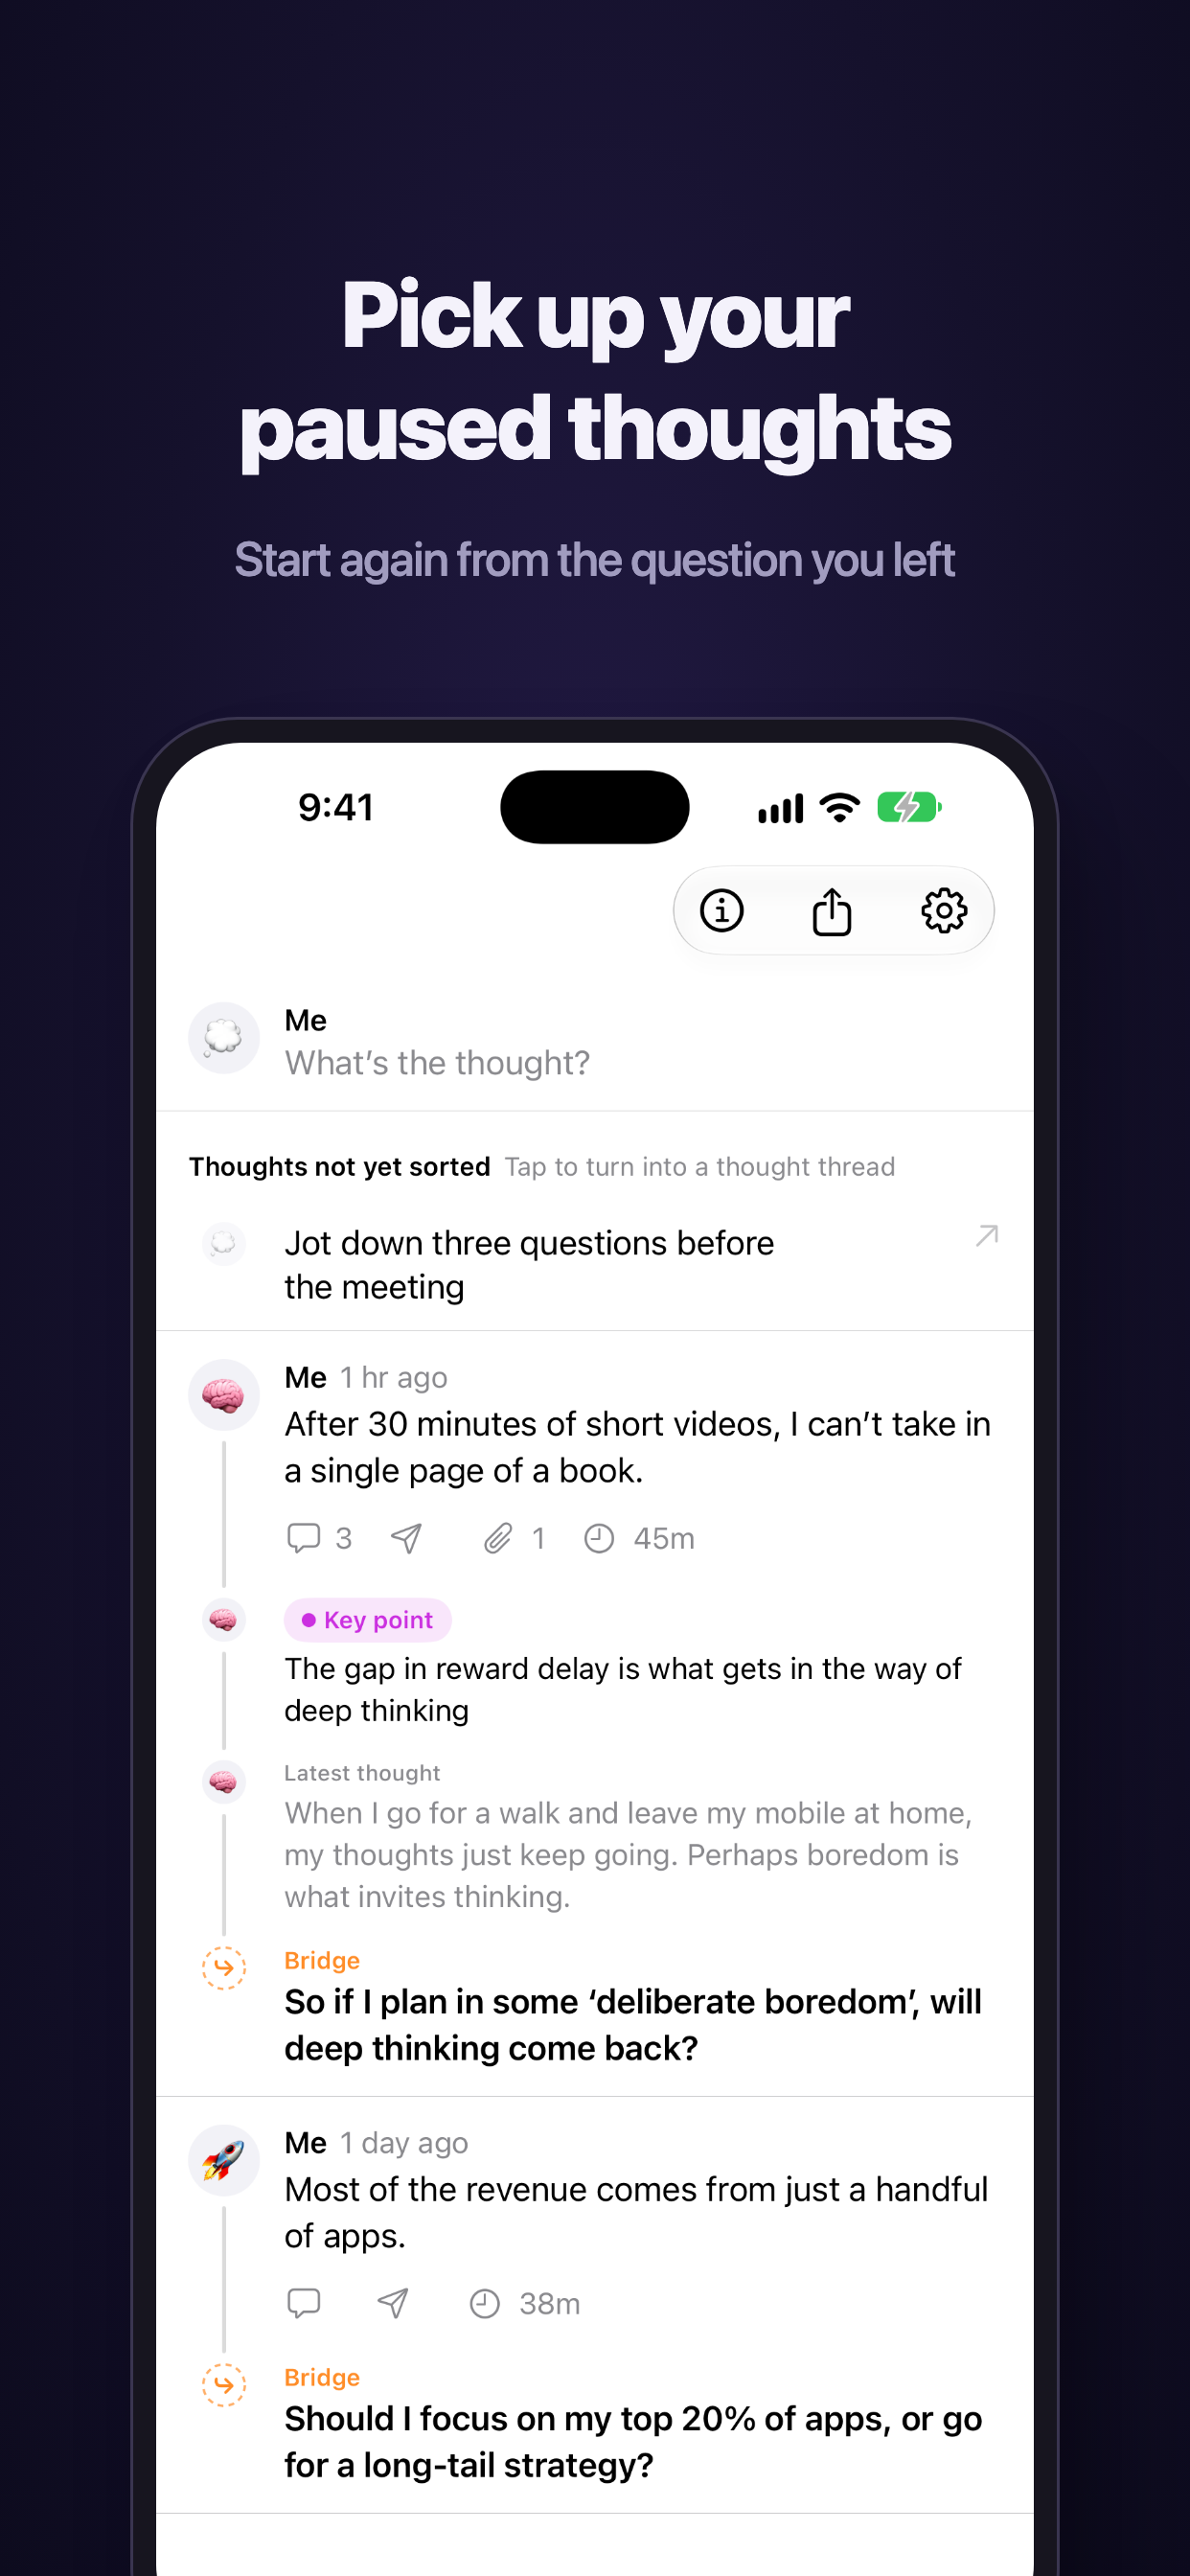 Pick up your
paused thoughts
Start again from the question you left
9:41
Me
What's the thought?
Thoughts not yet sorted Tap to turn into a thought thread
Jot down three questions before
the meeting
Me 1 hr ago
After 30 minutes of short videos, I can't take in
a single page of a book.
3 1 45m
Key point
The gap in reward delay is what gets in the way of
deep thinking
Latest thought
When I go for a walk and leave my mobile at home,
my thoughts just keep going. Perhaps boredom is
what invites thinking.
Bridge
So if I plan in some ‘deliberate boredom’, will
deep thinking come back?
Me 1 day ago
Most of the revenue comes from just a handful
of apps.
38m
Bridge
Should I focus on my top 20% of apps, or go
for a long-tail strategy?